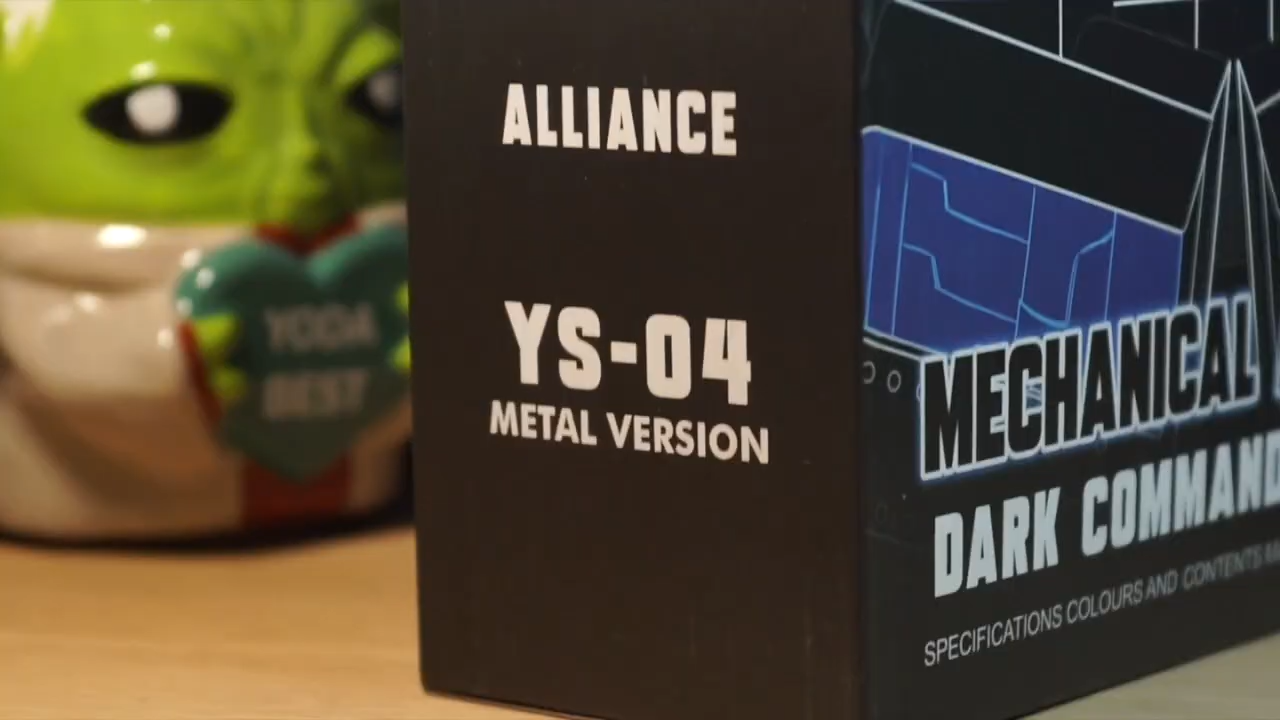 YODA
BEST
ALLIANCE
YS-04
METAL VERSION
MECHANICAL
DARK COMMAND
SPECIFICATIONS COLOURS AND CONTENTS